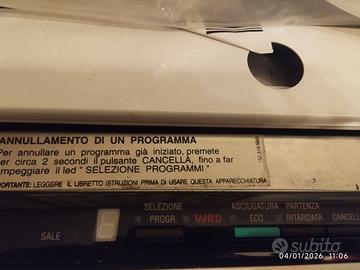 ANNULLAMENTO DI UN PROGRAMMA
Per annullare un programma già iniziato, premete
per circa 2 secondi il pulsante CANCELLA, fino a far
ampeggiare il led " SELEZIONE PROGRAMMI"
PORTANTE: LEGGERE IL LIBRETTO ISTRUZIONI PRIMA DI USARE QUESTA APPARECCHIATURA
SELEZIONE
PROGR.
WRD
ASCIUGATURA
ECO
PARTENZA
RITARDATA
CANCELL
SALE S
subito
04/01/2026 11:06